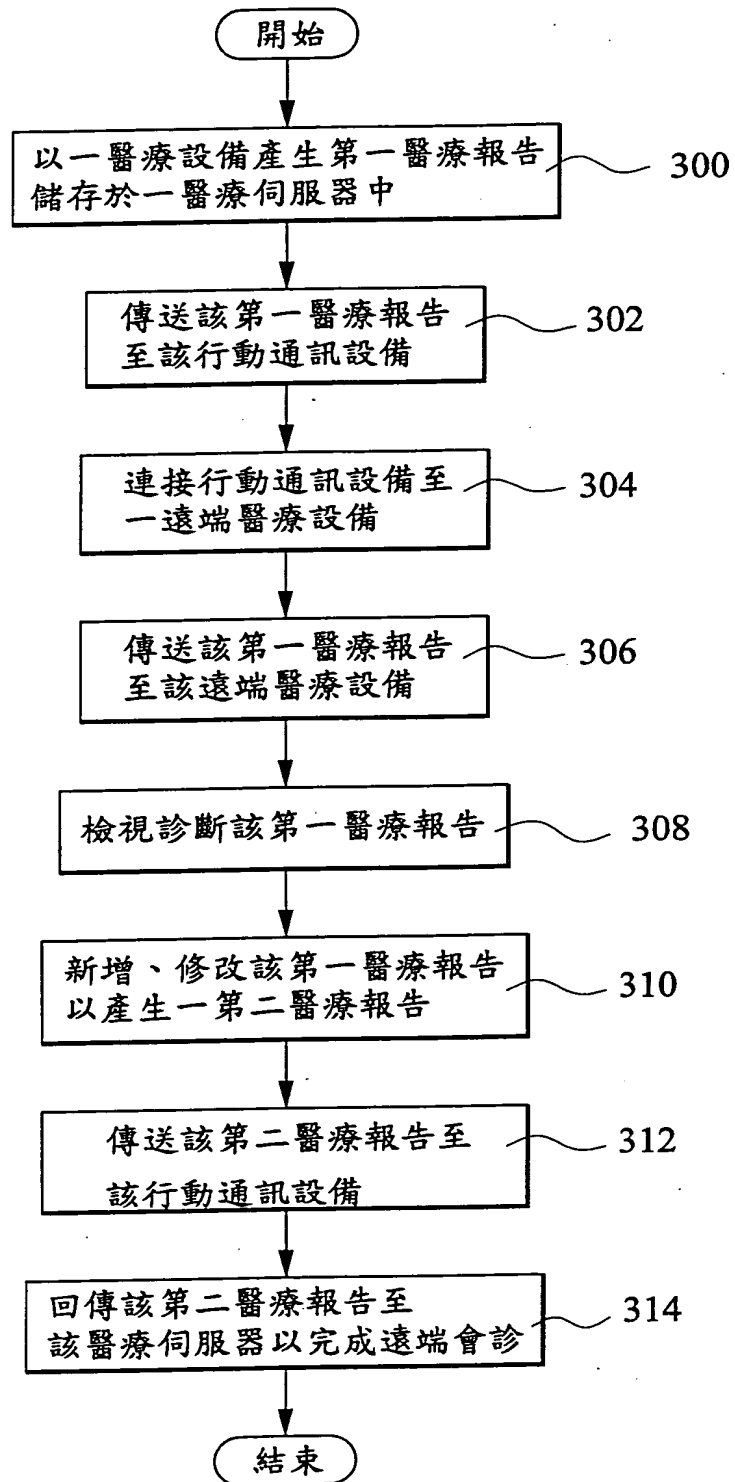 開始
以一醫療設備產生第一醫療報告
儲存於一醫療伺服器中
300
傳送該第一醫療報告
至該行動通訊設備
302
連接行動通訊設備至
一遠端醫療設備
304
傳送該第一醫療報告
至該遠端醫療設備
306
檢視診斷該第一醫療報告
308
新增、修改該第一醫療報告
以產生一第二醫療報告
310
傳送該第二醫療報告至
該行動通訊設備
312
回傳該第二醫療報告至
該醫療伺服器以完成遠端會診
314
結束